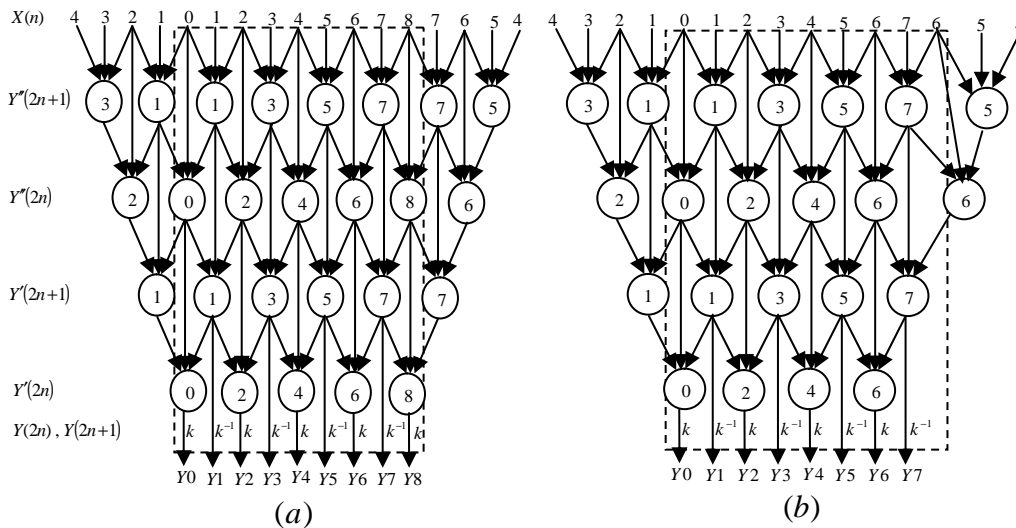 X(n) 4 3 2 1 0 1 2 3 4 5 6 7 8 7 6 5 4
Y″(2n+1) 3 1 1 3 5 7 7 5
Y″(2n) 2 0 2 4 6 8 6
Y′(2n+1) 1 1 3 5 7 7
Y′(2n) 0 2 4 6 8
Y(2n) , Y(2n+1) k k⁻¹ k k⁻¹ k k⁻¹ k k⁻¹ k
Y0 Y1 Y2 Y3 Y4 Y5 Y6 Y7 Y8
(a)
4 3 2 1 0 1 2 3 4 5 6 7 6 5
3 1 1 3 5 7 5
2 0 2 4 6 6
1 1 3 5 7
0 2 4 6
k k⁻¹ k k⁻¹ k k⁻¹ k k⁻¹
Y0 Y1 Y2 Y3 Y4 Y5 Y6 Y7
(b)